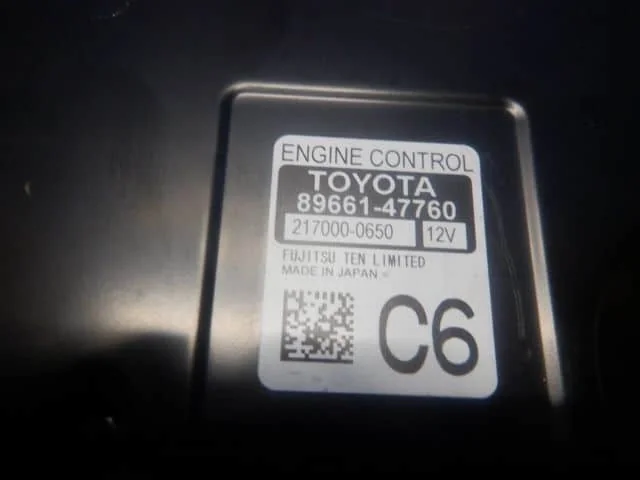 ENGINE CONTROL
TOYOTA
89661-47760
217000-0650 12V
FUJITSU TEN LIMITED
MADE IN JAPAN
C6